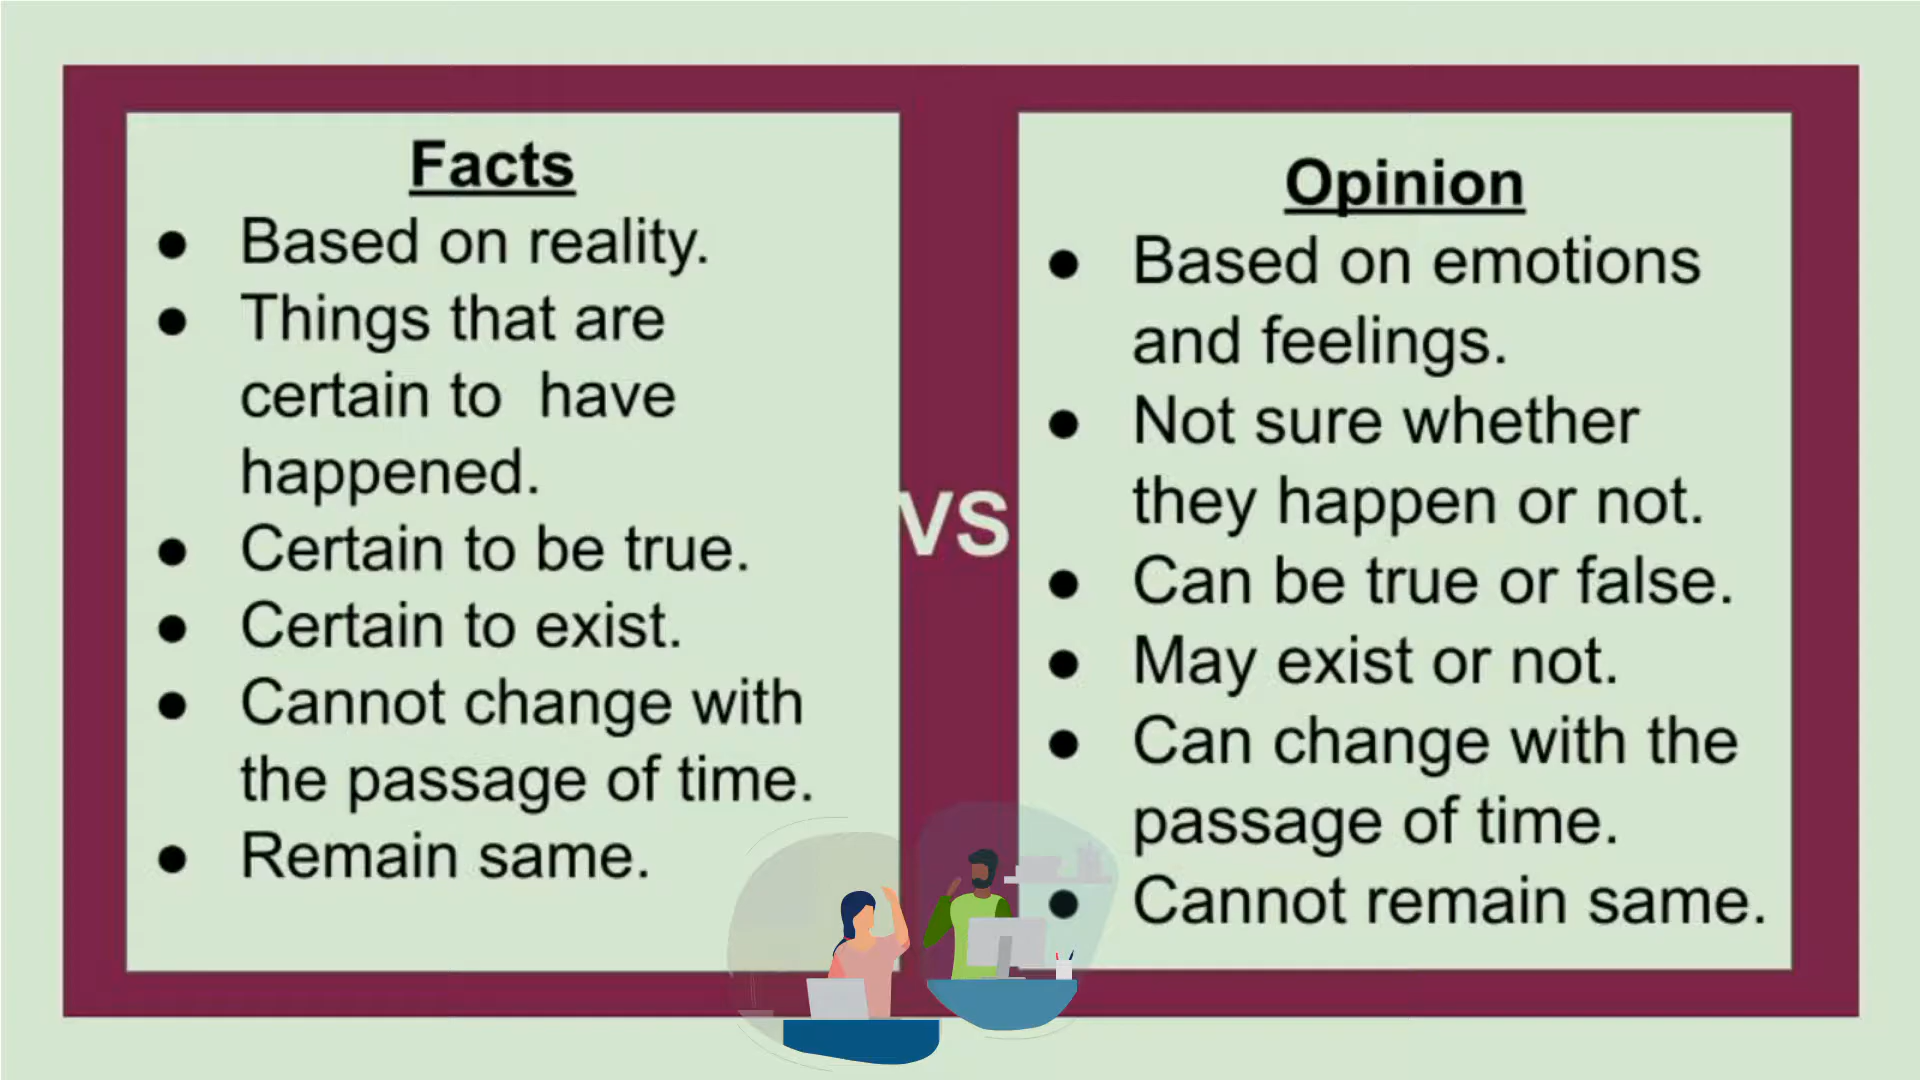 Facts
● Based on reality.
● Things that are
certain to  have
happened.
● Certain to be true.
● Certain to exist.
● Cannot change with
the passage of time.
● Remain same.
VS
Opinion
● Based on emotions
and feelings.
● Not sure whether
they happen or not.
● Can be true or false.
● May exist or not.
● Can change with the
passage of time.
● Cannot remain same.